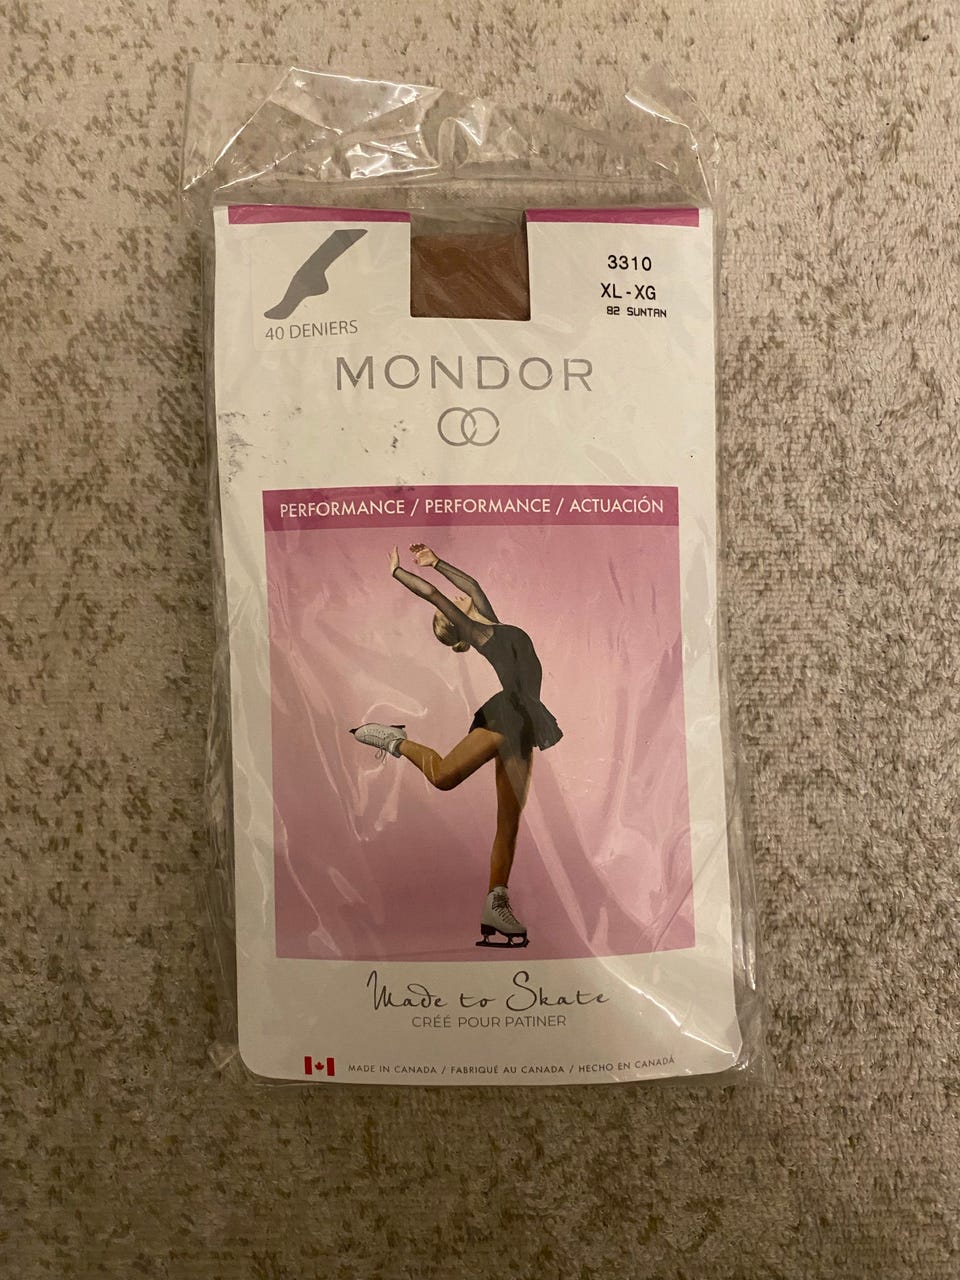 3310
XL - XG
82 SUNTAN
40 DENIERS
MONDOR
PERFORMANCE / PERFORMANCE / ACTUACIÓN
Made to Skate
CRÉÉ POUR PATINER
MADE IN CANADA / FABRIQUÉ AU CANADA / HECHO EN CANADÁ